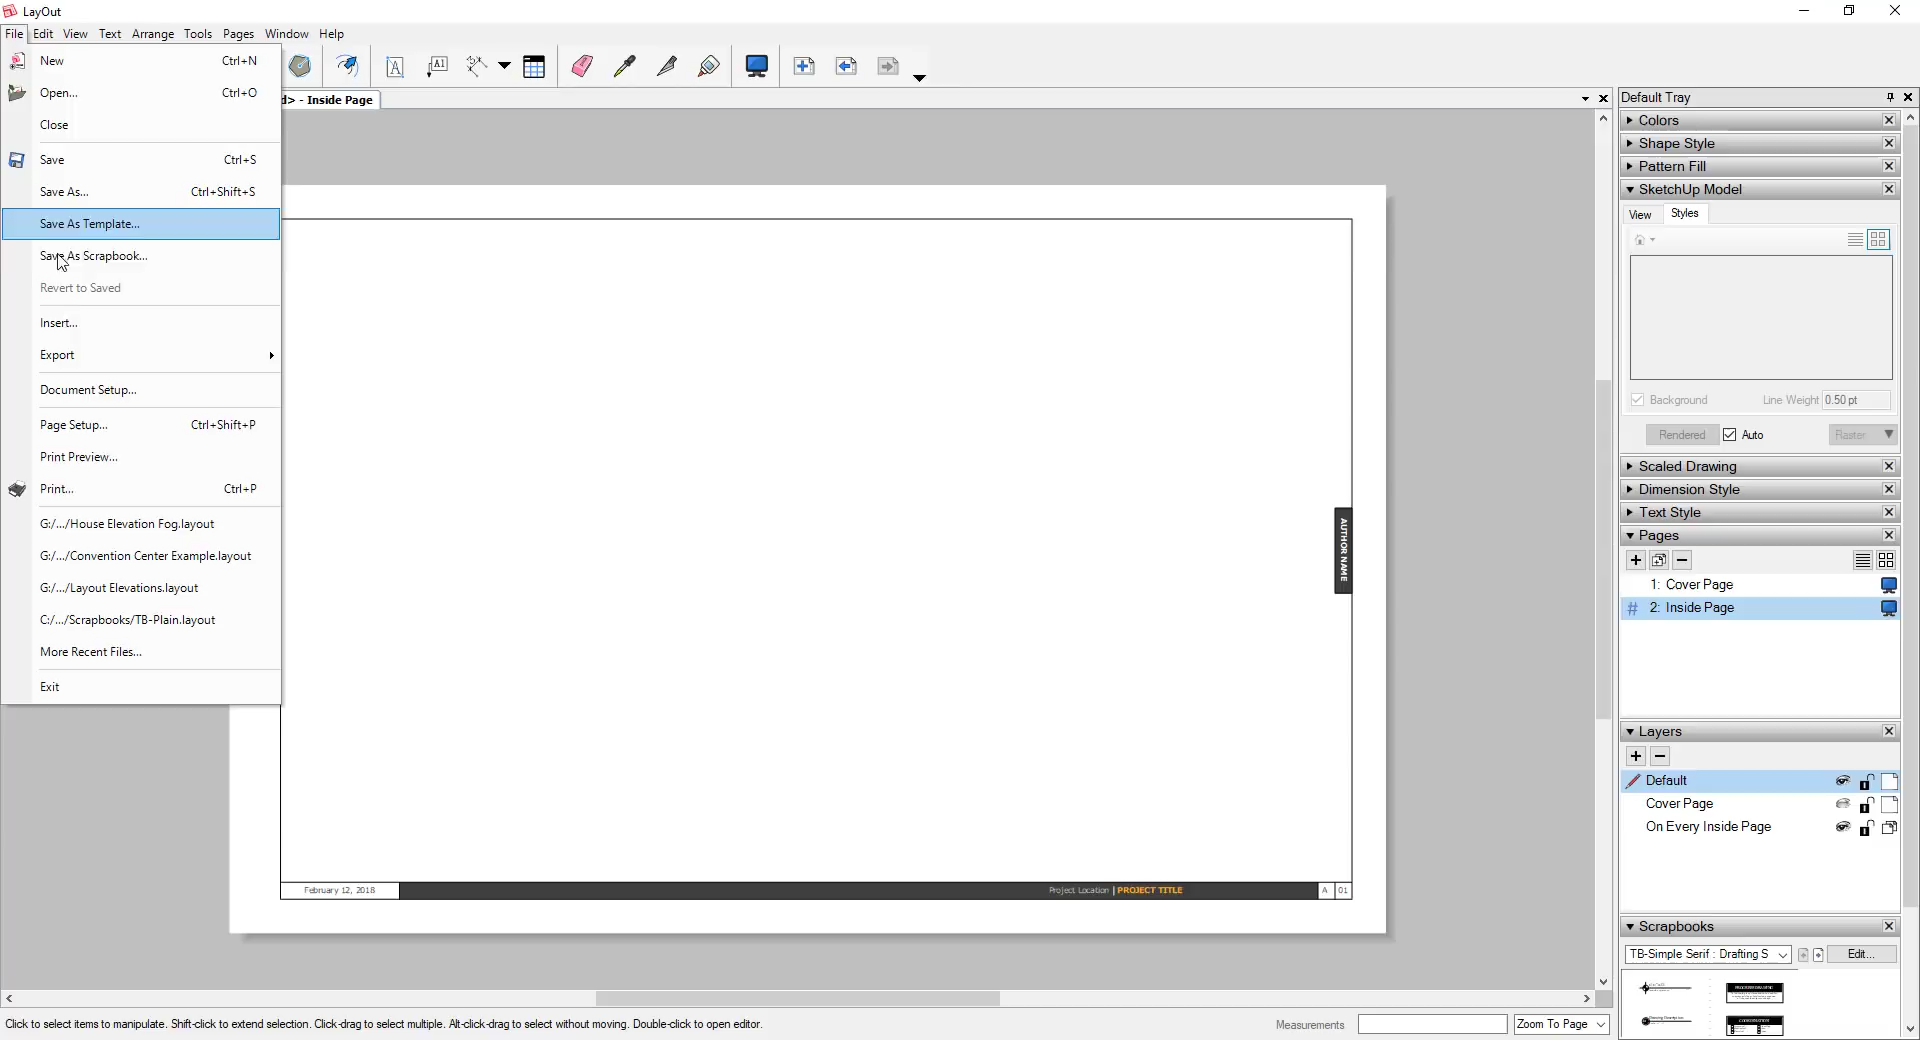 LayOut
File Edit View Text Arrange Tools Pages Window Help
New Ctrl+N
Open... Ctrl+O
Close
Save Ctrl+S
Save As... Ctrl+Shift+S
Save As Template...
Save As Scrapbook...
Revert to Saved
Insert...
Export
Document Setup...
Page Setup... Ctrl+Shift+P
Print Preview...
Print... Ctrl+P
G:/.../House Elevation Fog.layout
G:/.../Convention Center Example.layout
G:/.../Layout Elevations.layout
C:/.../Scrapbooks/TB-Plain.layout
More Recent Files...
Exit
A
A1
d> - Inside Page
AUTHOR NAME
February 12, 2018
Project Location | PROJECT TITLE
A 01
Default Tray
Colors
Shape Style
Pattern Fill
SketchUp Model
View Styles
Background Line Weight 0.50 pt
Rendered Auto Raster
Scaled Drawing
Dimension Style
Text Style
Pages
1: Cover Page
# 2: Inside Page
Layers
Default
Cover Page
On Every Inside Page
Scrapbooks
TB-Simple Serif : Drafting S Edit...
Click to select items to manipulate. Shift-click to extend selection. Click-drag to select multiple. Alt-click-drag to select without moving. Double-click to open editor.
Measurements Zoom To Page